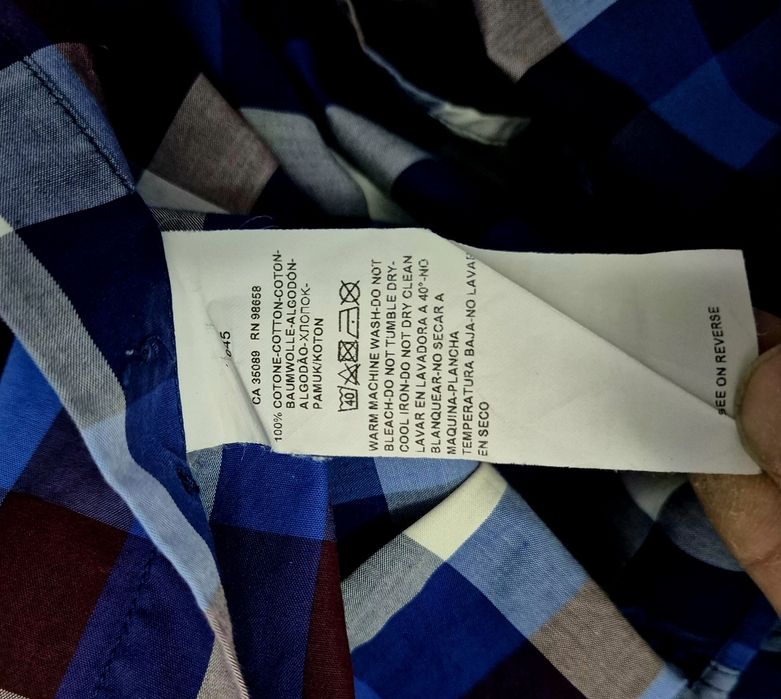 CA 35089 RN 98658
100% COTONE-COTTON-COTON-
BAUMWOLLE-ALGODÓN-
ALGODÃO-ХЛОПОК-
PAMUK/KOTON
40
WARM MACHINE WASH-DO NOT
BLEACH-DO NOT TUMBLE DRY-
COOL IRON-DO NOT DRY CLEAN
LAVAR EN LAVADORA A 40°-NO
BLANQUEAR-NO SECAR A
MAQUINA-PLANCHA
TEMPERATURA BAJA-NO LAVAR
EN SECO
SEE ON REVERSE